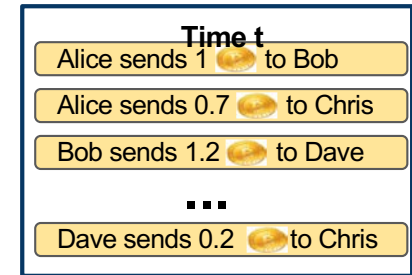 Time t
Alice sends 1 to Bob
Alice sends 0.7 to Chris
Bob sends 1.2 to Dave
...
Dave sends 0.2 to Chris